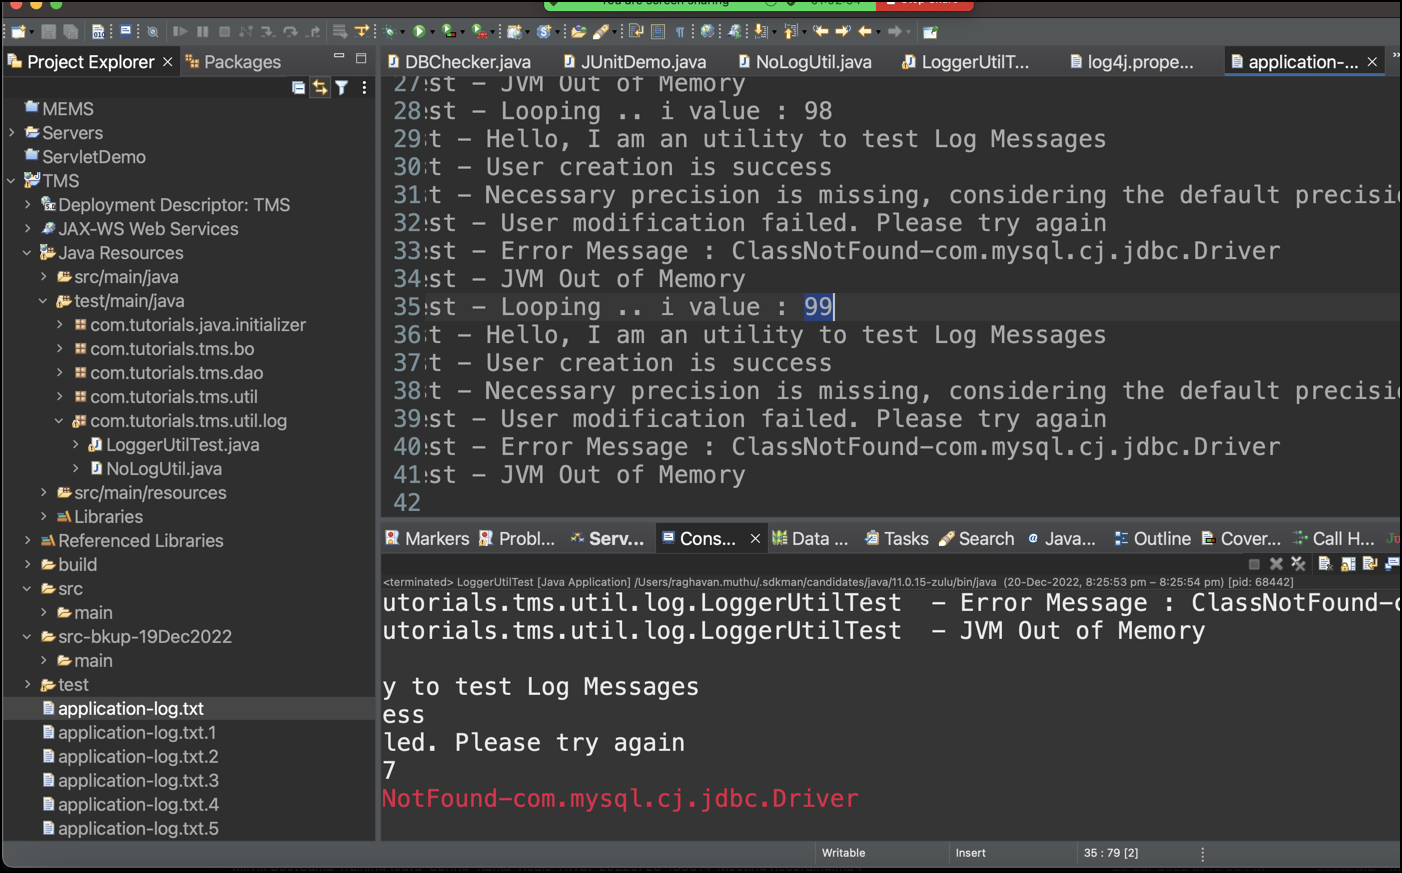 Project Explorer
Packages
DBChecker.java
JUnitDemo.java
NoLogUtil.java
LoggerUtilT...
log4j.prope...
application-...
MEMS
Servers
ServletDemo
TMS
Deployment Descriptor: TMS
JAX-WS Web Services
Java Resources
src/main/java
test/main/java
com.tutorials.java.initializer
com.tutorials.tms.bo
com.tutorials.tms.dao
com.tutorials.tms.util
com.tutorials.tms.util.log
LoggerUtilTest.java
NoLogUtil.java
src/main/resources
Libraries
Referenced Libraries
build
src
main
src-bkup-19Dec2022
main
test
application-log.txt
application-log.txt.1
application-log.txt.2
application-log.txt.3
application-log.txt.4
application-log.txt.5
27 st - JVM Out of Memory
28 st - Looping .. i value : 98
29 t - Hello, I am an utility to test Log Messages
30 t - User creation is success
31 t - Necessary precision is missing, considering the default precisi
32 t - User modification failed. Please try again
33 st - Error Message : ClassNotFound-com.mysql.cj.jdbc.Driver
34 st - JVM Out of Memory
35 st - Looping .. i value : 99
36 t - Hello, I am an utility to test Log Messages
37 t - User creation is success
38 t - Necessary precision is missing, considering the default precisi
39 t - User modification failed. Please try again
40 st - Error Message : ClassNotFound-com.mysql.cj.jdbc.Driver
41 st - JVM Out of Memory
42
Markers Probl... Serv... Cons... Data ... Tasks Search Java... Outline Cover... Call H... Ju
<terminated> LoggerUtilTest [Java Application] /Users/raghavan.muthu/.sdkman/candidates/java/11.0.15-zulu/bin/java (20-Dec-2022, 8:25:53 pm – 8:25:54 pm) [pid: 68442]
utorials.tms.util.log.LoggerUtilTest - Error Message : ClassNotFound-c
utorials.tms.util.log.LoggerUtilTest - JVM Out of Memory
y to test Log Messages
ess
led. Please try again
7
NotFound-com.mysql.cj.jdbc.Driver
Writable Insert 35 : 79 [2]